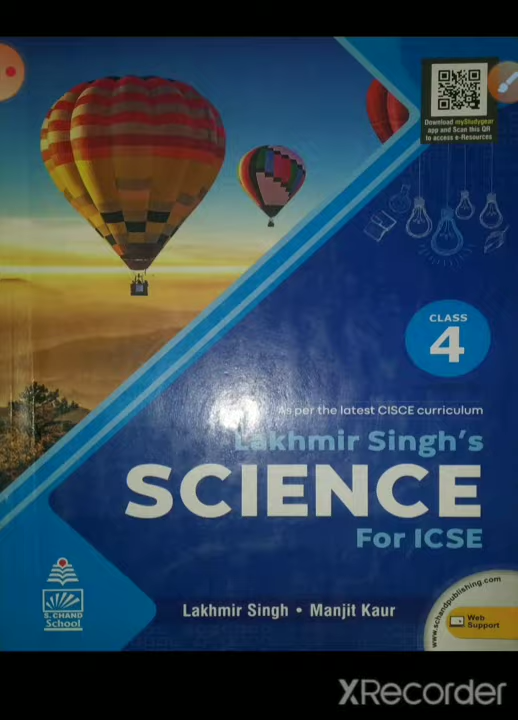 Download myStudygear
app and Scan this QR
to access e-Resources
CLASS
4
As per the latest CISCE curriculum
Lakhmir Singh's
SCIENCE
For ICSE
S. CHAND
School
Lakhmir Singh • Manjit Kaur
www.schandpublishing.com
Web
Support
XRecorder